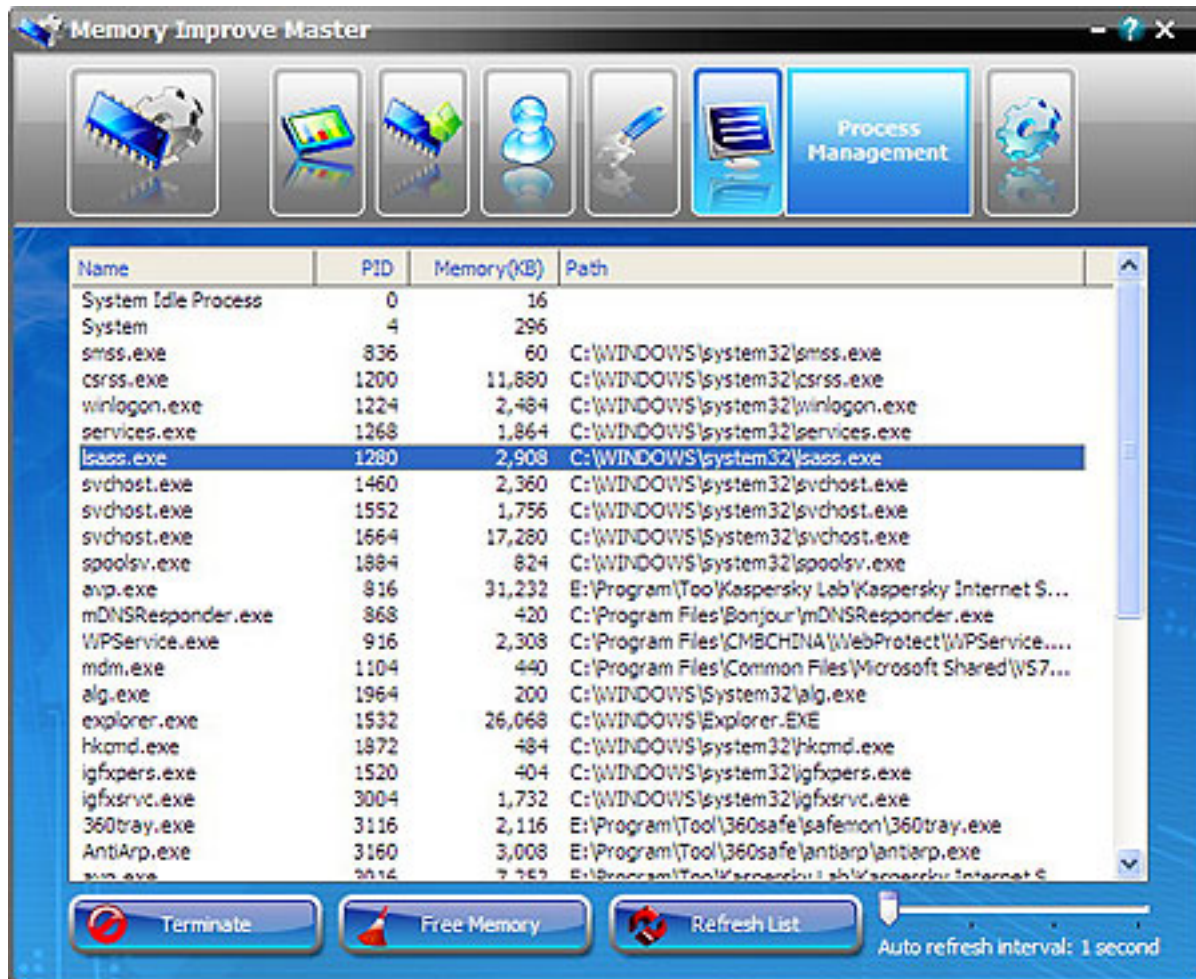 Memory Improve Master
Process
Management
Name PID Memory(KB) Path
System Idle Process 0 16
System 4 296
smss.exe 836 60 C:\WINDOWS\system32\smss.exe
csrss.exe 1200 11,880 C:\WINDOWS\system32\csrss.exe
winlogon.exe 1224 2,484 C:\WINDOWS\system32\winlogon.exe
services.exe 1268 1,864 C:\WINDOWS\system32\services.exe
lsass.exe 1280 2,908 C:\WINDOWS\system32\lsass.exe
svchost.exe 1460 2,360 C:\WINDOWS\system32\svchost.exe
svchost.exe 1552 1,756 C:\WINDOWS\system32\svchost.exe
svchost.exe 1664 17,280 C:\WINDOWS\System32\svchost.exe
spoolsv.exe 1884 824 C:\WINDOWS\system32\spoolsv.exe
avp.exe 816 31,232 E:\Program\Too\Kaspersky Lab\Kaspersky Internet S...
mDNSResponder.exe 868 420 C:\Program Files\Bonjour\mDNSResponder.exe
WPService.exe 916 2,308 C:\Program Files\CMBCHINA\WebProtect\WPService....
mdm.exe 1104 440 C:\Program Files\Common Files\Microsoft Shared\VS7...
alg.exe 1964 200 C:\WINDOWS\System32\alg.exe
explorer.exe 1532 26,068 C:\WINDOWS\Explorer.EXE
hkcmd.exe 1872 484 C:\WINDOWS\system32\hkcmd.exe
igfxpers.exe 1520 404 C:\WINDOWS\system32\igfxpers.exe
igfxsrvc.exe 3004 1,732 C:\WINDOWS\system32\igfxsrvc.exe
360tray.exe 3116 2,116 E:\Program\Tool\360safe\safemon\360tray.exe
AntiArp.exe 3160 3,008 E:\Program\Tool\360safe\antiarp\antiarp.exe
avp.exe 7,252
Terminate Free Memory Refresh List
Auto refresh interval: 1 second